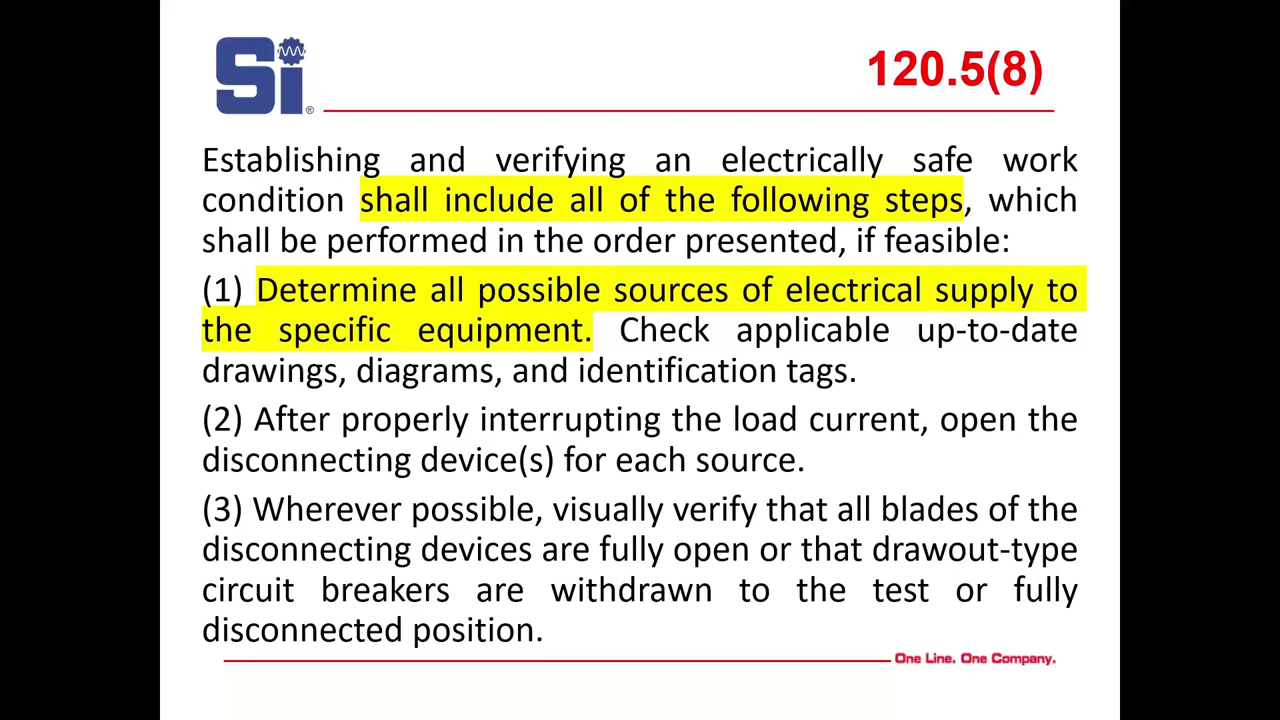 Si®
120.5(8)
Establishing and verifying an electrically safe work
condition shall include all of the following steps, which
shall be performed in the order presented, if feasible:
(1) Determine all possible sources of electrical supply to
the specific equipment. Check applicable up-to-date
drawings, diagrams, and identification tags.
(2) After properly interrupting the load current, open the
disconnecting device(s) for each source.
(3) Wherever possible, visually verify that all blades of the
disconnecting devices are fully open or that drawout-type
circuit breakers are withdrawn to the test or fully
disconnected position.
One Line. One Company.